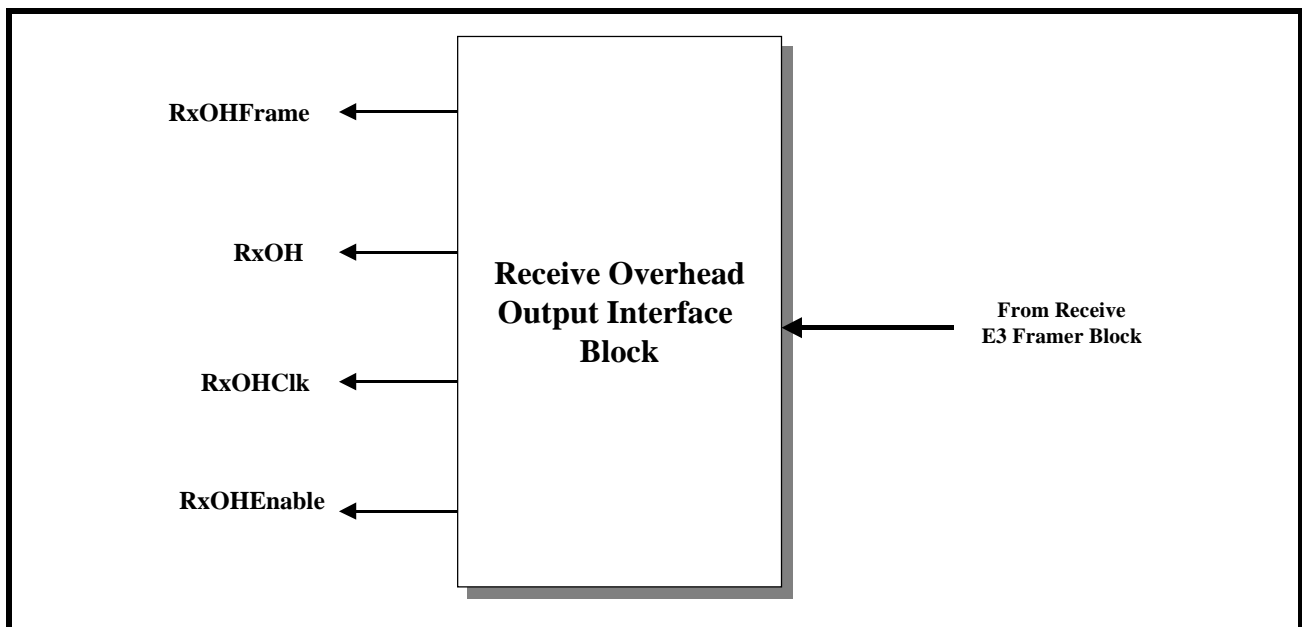 RxOHFrame
RxOH
RxOHClk
RxOHEnable
Receive Overhead
Output Interface
Block
From Receive
E3 Framer Block